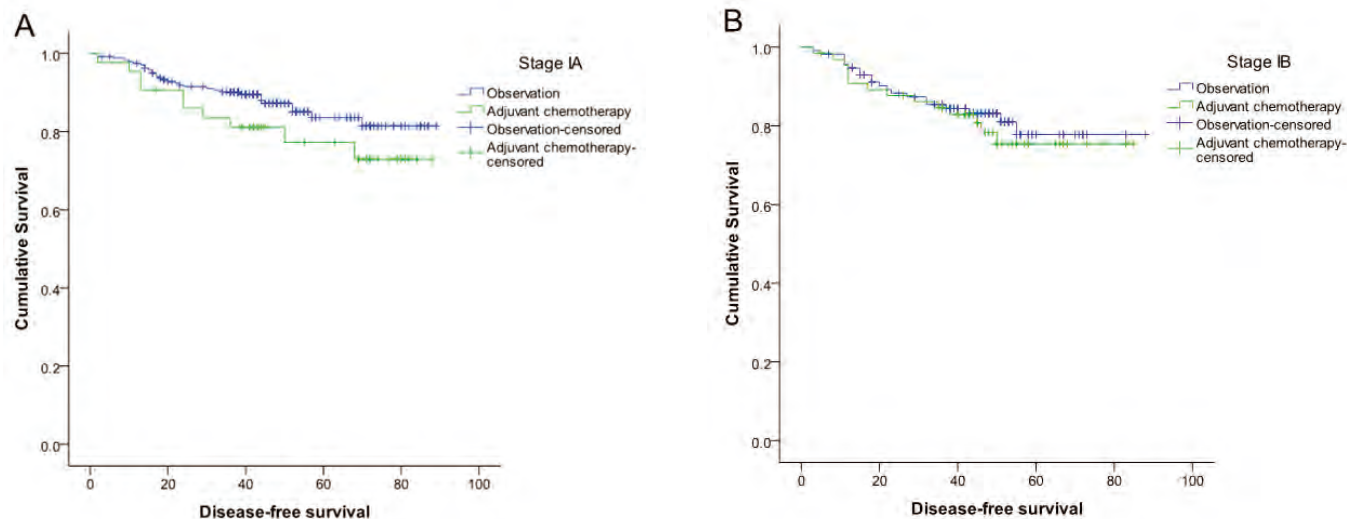 A
Stage IA
Observation
Adjuvant chemotherapy
Observation-censored
Adjuvant chemotherapy-
censored
1.0
0.8
0.6
0.4
0.2
0.0
Cumulative Survival
0 20 40 60 80 100
Disease-free survival
B
Stage IB
Observation
Adjuvant chemotherapy
Observation-censored
Adjuvant chemotherapy-
censored
1.0
0.8
0.6
0.4
0.2
0.0
Cumulative Survival
0 20 40 60 80 100
Disease-free survival